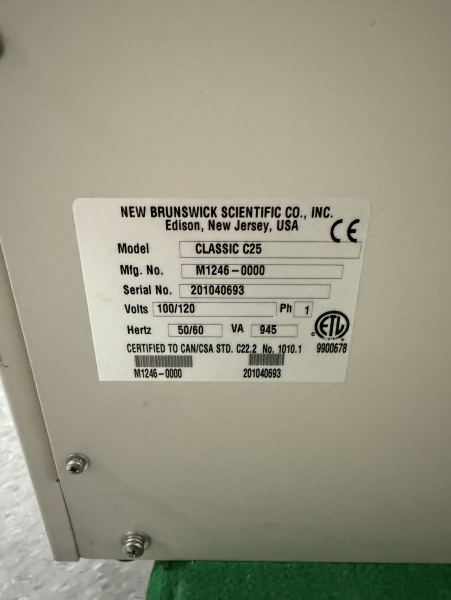 NEW BRUNSWICK SCIENTIFIC CO., INC.
Edison, New Jersey, USA
CE
Model CLASSIC C25
Mfg. No. M1246-0000
Serial No. 201040693
Volts 100/120 Ph 1
Hertz 50/60 VA 945
C ETL LISTED
CERTIFIED TO CAN/CSA STD. C22.2 No. 1010.1 9900678
M1246-0000 201040693